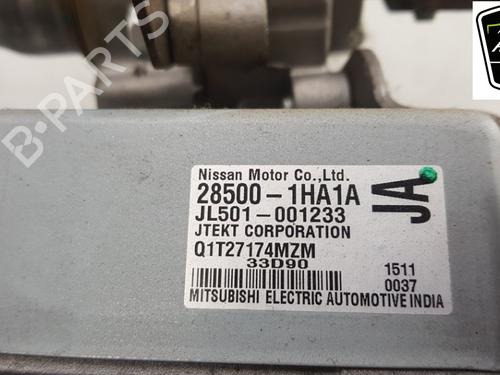 B-PARTS
Nissan Motor Co.,Ltd.
28500-1HA1A
JA
JL501-001233
JTEKT CORPORATION
Q1T27174MZM
33D90
1511
0037
MITSUBISHI ELECTRIC AUTOMOTIVE INDIA